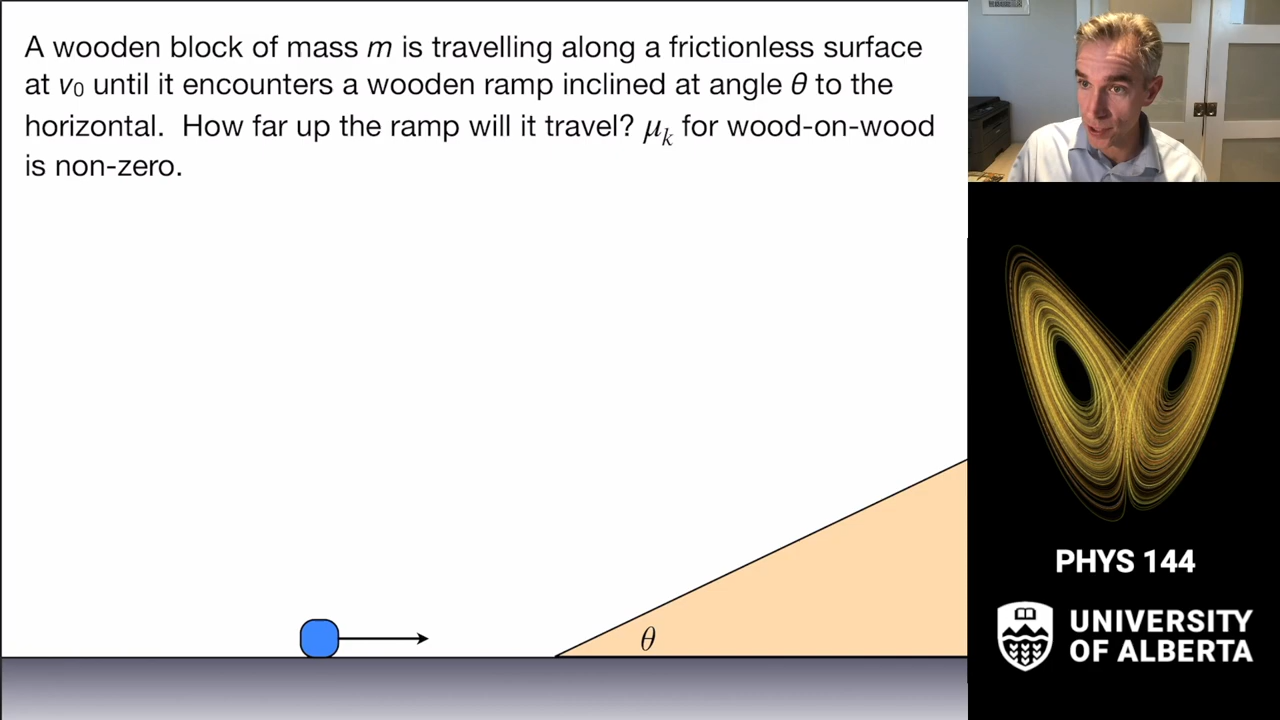 A wooden block of mass m is travelling along a frictionless surface
at v₀ until it encounters a wooden ramp inclined at angle θ to the
horizontal.  How far up the ramp will it travel? μₖ for wood-on-wood
is non-zero.
θ
PHYS 144
UNIVERSITY
OF ALBERTA